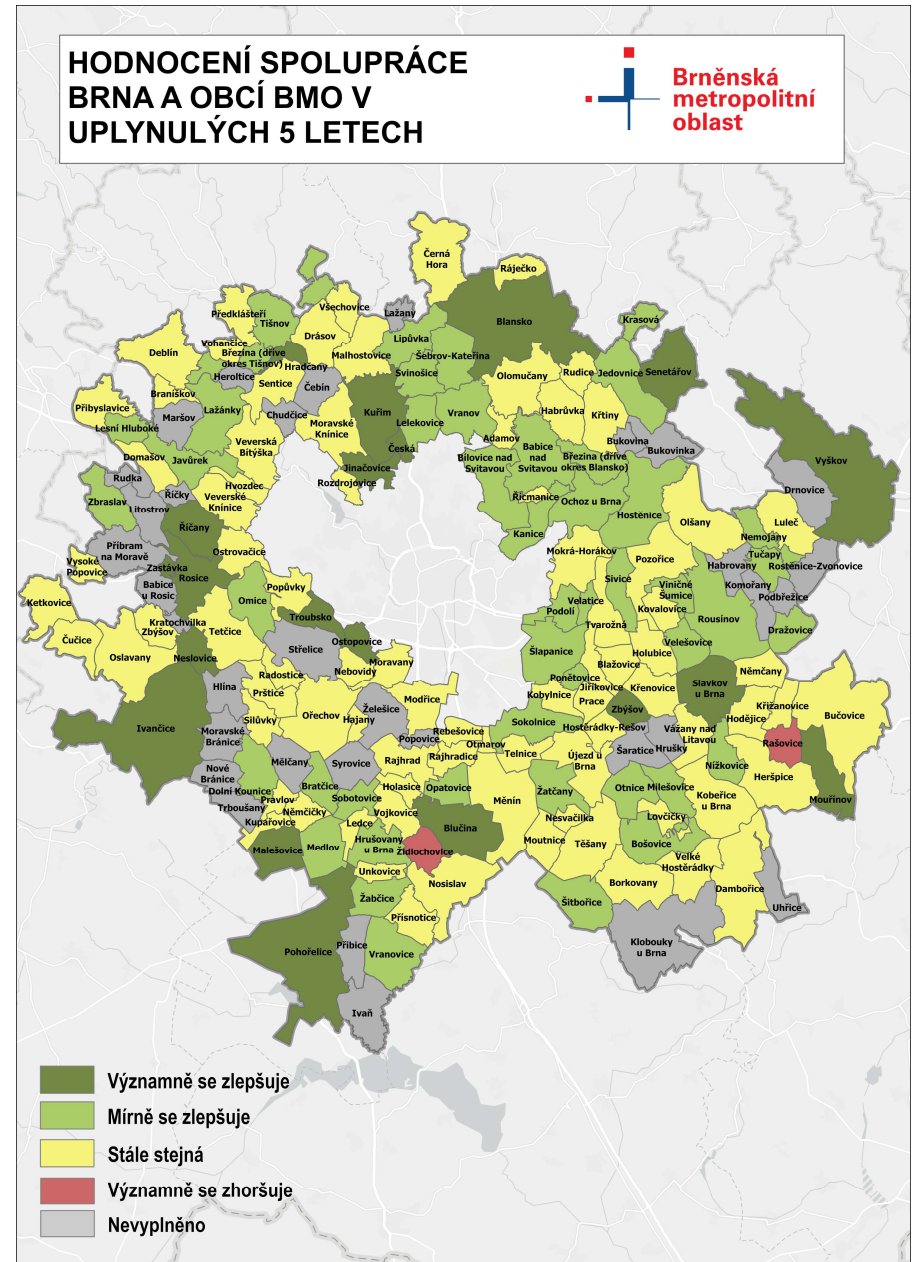 HODNOCENÍ SPOLUPRÁCE
BRNA A OBCÍ BMO V
UPLYNULÝCH 5 LETECH
Brněnská
metropolitní
oblast
Černá
Hora
Ráječko
Všechovice
Předklášteří
Tišnov
Lažany
Blansko
Krasová
Drásov
Lipůvka
Vohančice
Deblín
Březina (dříve
okres Tišnov)
Malhostovice
Šebrov-Kateřina
Hradčany
Rudice
Jedovnice
Senetářov
Heroltice
Sentice
Čebín
Svinošice
Olomučany
Braníškov
Přibyslavice
Maršov
Lažánky
Chudčice
Kuřim
Lelekovice
Vranov
Habrůvka
Křtiny
Lesní Hluboké
Moravské
Knínice
Veverská
Bítýška
Adamov
Bukovina
Bukovinka
Česká
Babice
nad
Svitavou
Domašov
Javůrek
Bílovice nad
Svitavou
Březina (dříve
okres Blansko)
Vyškov
Jinačovice
Rozdrojovice
Rudka
Hvozdec
Drnovice
Zbraslav
Říčky
Veverské
Knínice
Litostrov
Řícmanice
Ochoz u Brna
Hostěnice
Olšany
Luleč
Říčany
Kanice
Nemojany
Příbram
na Moravě
Ostrovačice
Mokrá-Horákov
Pozořice
Tučapy
Vysoké
Popovice
Zastávka
Habrovany
Rostěnice-Zvonovice
Rosice
Babice
u Rosic
Popůvky
Sivice
Viničné
Šumice
Komořany
Podbřežice
Ketkovice
Omice
Velatice
Podolí
Kovalovice
Troubsko
Kratochvilka
Zbýšov
Tetčice
Tvarožná
Rousínov
Dražovice
Čučice
Ostopovice
Oslavany
Neslovice
Střelice
Šlapanice
Holubice
Velešovice
Moravany
Nebovidy
Blažovice
Radostice
Ponětovice
Němčany
Hlína
Prštice
Jiříkovice
Křenovice
Slavkov
u Brna
Kobylnice
Prace
Modřice
Želešice
Zbýšov
Křižanovice
Ivančice
Silůvky
Ořechov
Hajany
Sokolnice
Hodějice
Bučovice
Moravské
Bránice
Rebešovice
Popovice
Hostěrádky-Rešov
Vážany nad
Litavou
Otmarov
Telnice
Hrušky
Rašovice
Šaratice
Rajhrad
Rajhradice
Újezd u
Brna
Mělčany
Syrovice
Nížkovice
Heršpice
Nové
Bránice
Bratčice
Holasice
Opatovice
Žatčany
Otnice
Milešovice
Kobeřice
u Brna
Dolní Kounice
Sobotovice
Měnín
Pravlov
Trboušany
Němčičky
Vojkovice
Lovčičky
Mouřínov
Kupařovice
Ledce
Nesvačilka
Blučina
Hrušovany
u Brna
Moutnice
Těšany
Bošovice
Malešovice
Medlov
Židlochovice
Velké
Hostěrádky
Unkovice
Nosislav
Borkovany
Dambořice
Žabčice
Šitbořice
Uhřice
Přísnotice
Přibice
Klobouky
u Brna
Pohořelice
Vranovice
Ivaň
Významně se zlepšuje
Mírně se zlepšuje
Stále stejná
Významně se zhoršuje
Nevyplněno